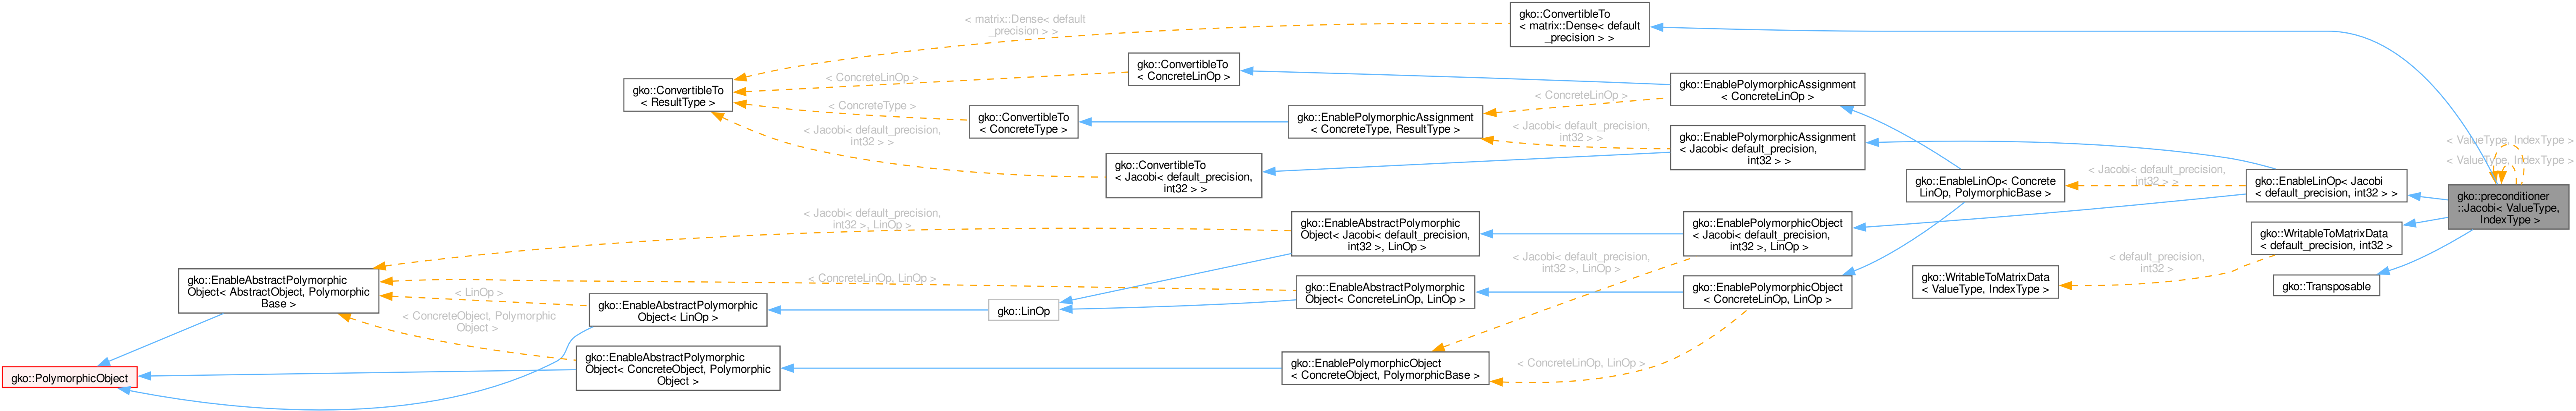 < matrix::Dense< default
_precision > >
gko::ConvertibleTo
< matrix::Dense< default
_precision > >
gko::ConvertibleTo
< ResultType >
< ConcreteLinOp >
gko::ConvertibleTo
< ConcreteLinOp >
gko::EnablePolymorphicAssignment
< ConcreteLinOp >
< ConcreteType >
gko::ConvertibleTo
< ConcreteType >
gko::EnablePolymorphicAssignment
< ConcreteType, ResultType >
< ConcreteLinOp >
< Jacobi< default_precision,
int32 > >
gko::ConvertibleTo
< Jacobi< default_precision,
int32 > >
< Jacobi< default_precision,
int32 > >
gko::EnablePolymorphicAssignment
< Jacobi< default_precision,
int32 > >
< ValueType, IndexType >
< ValueType, IndexType >
gko::EnableLinOp< Concrete
LinOp, PolymorphicBase >
< Jacobi< default_precision,
int32 > >
gko::EnableLinOp< Jacobi
< default_precision, int32 > >
gko::preconditioner
::Jacobi< ValueType,
IndexType >
< Jacobi< default_precision,
int32 >, LinOp >
gko::EnableAbstractPolymorphic
Object< Jacobi< default_precision,
int32 >, LinOp >
gko::EnablePolymorphicObject
< Jacobi< default_precision,
int32 >, LinOp >
gko::WritableToMatrixData
< default_precision, int32 >
gko::EnableAbstractPolymorphic
Object< AbstractObject, Polymorphic
Base >
< ConcreteLinOp, LinOp >
< LinOp >
gko::EnableAbstractPolymorphic
Object< LinOp >
gko::LinOp
gko::EnableAbstractPolymorphic
Object< ConcreteLinOp, LinOp >
< Jacobi< default_precision,
int32 >, LinOp >
gko::EnablePolymorphicObject
< ConcreteLinOp, LinOp >
gko::WritableToMatrixData
< ValueType, IndexType >
< default_precision,
int32 >
gko::Transposable
< ConcreteObject, Polymorphic
Object >
gko::PolymorphicObject
gko::EnableAbstractPolymorphic
Object< ConcreteObject, Polymorphic
Object >
gko::EnablePolymorphicObject
< ConcreteObject, PolymorphicBase >
< ConcreteLinOp, LinOp >